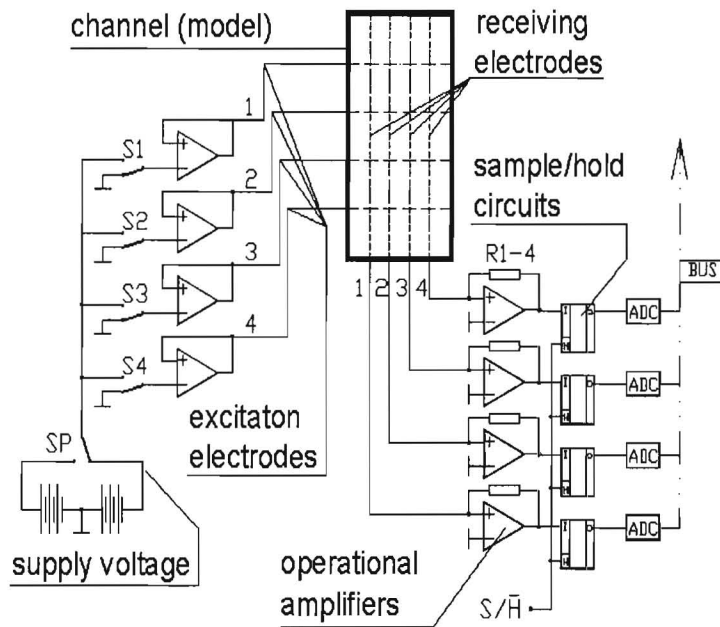 channel (model)
receiving
electrodes
1
S1
2
S2
sample/hold
circuits
3
S3
R1-4
1 2 3 4
BUS
4
S4
I
O
ADC
H
I
O
ADC
H
excitaton
electrodes
SP
I
O
ADC
H
I
O
ADC
H
supply voltage
operational
amplifiers
S/H̅